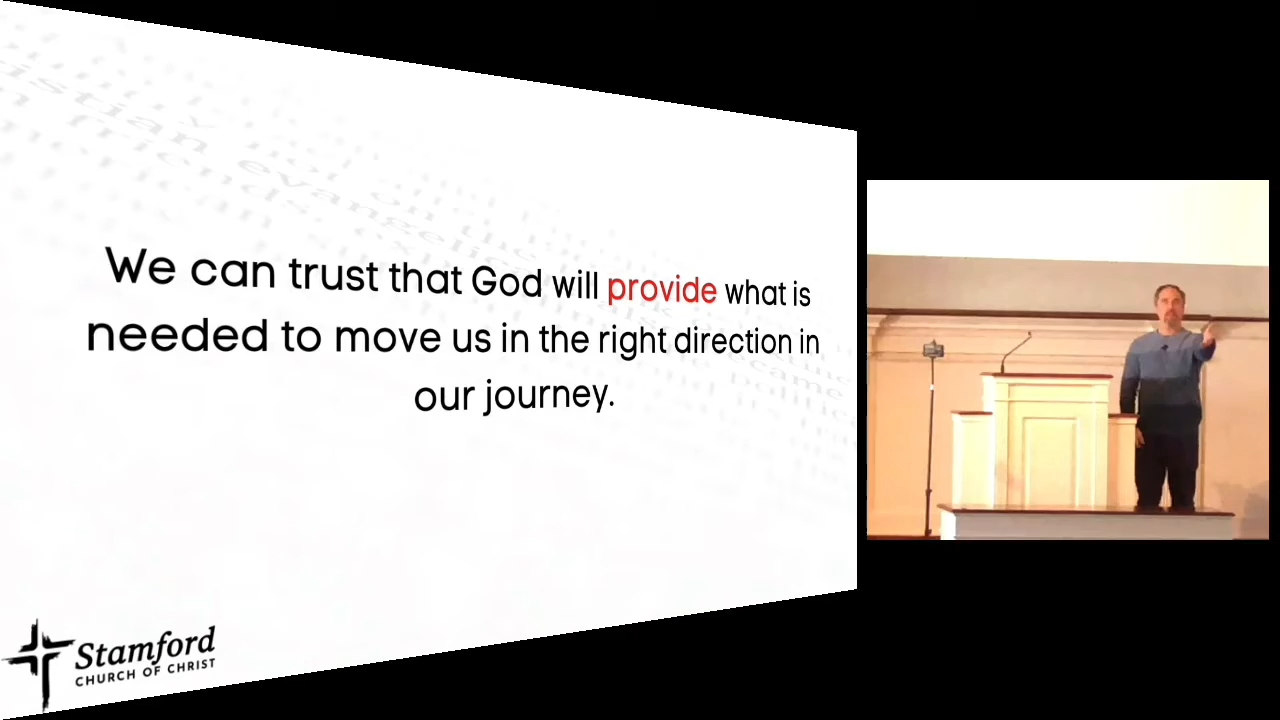 We can trust that God will provide what is
needed to move us in the right direction in
our journey.
Stamford
CHURCH OF CHRIST